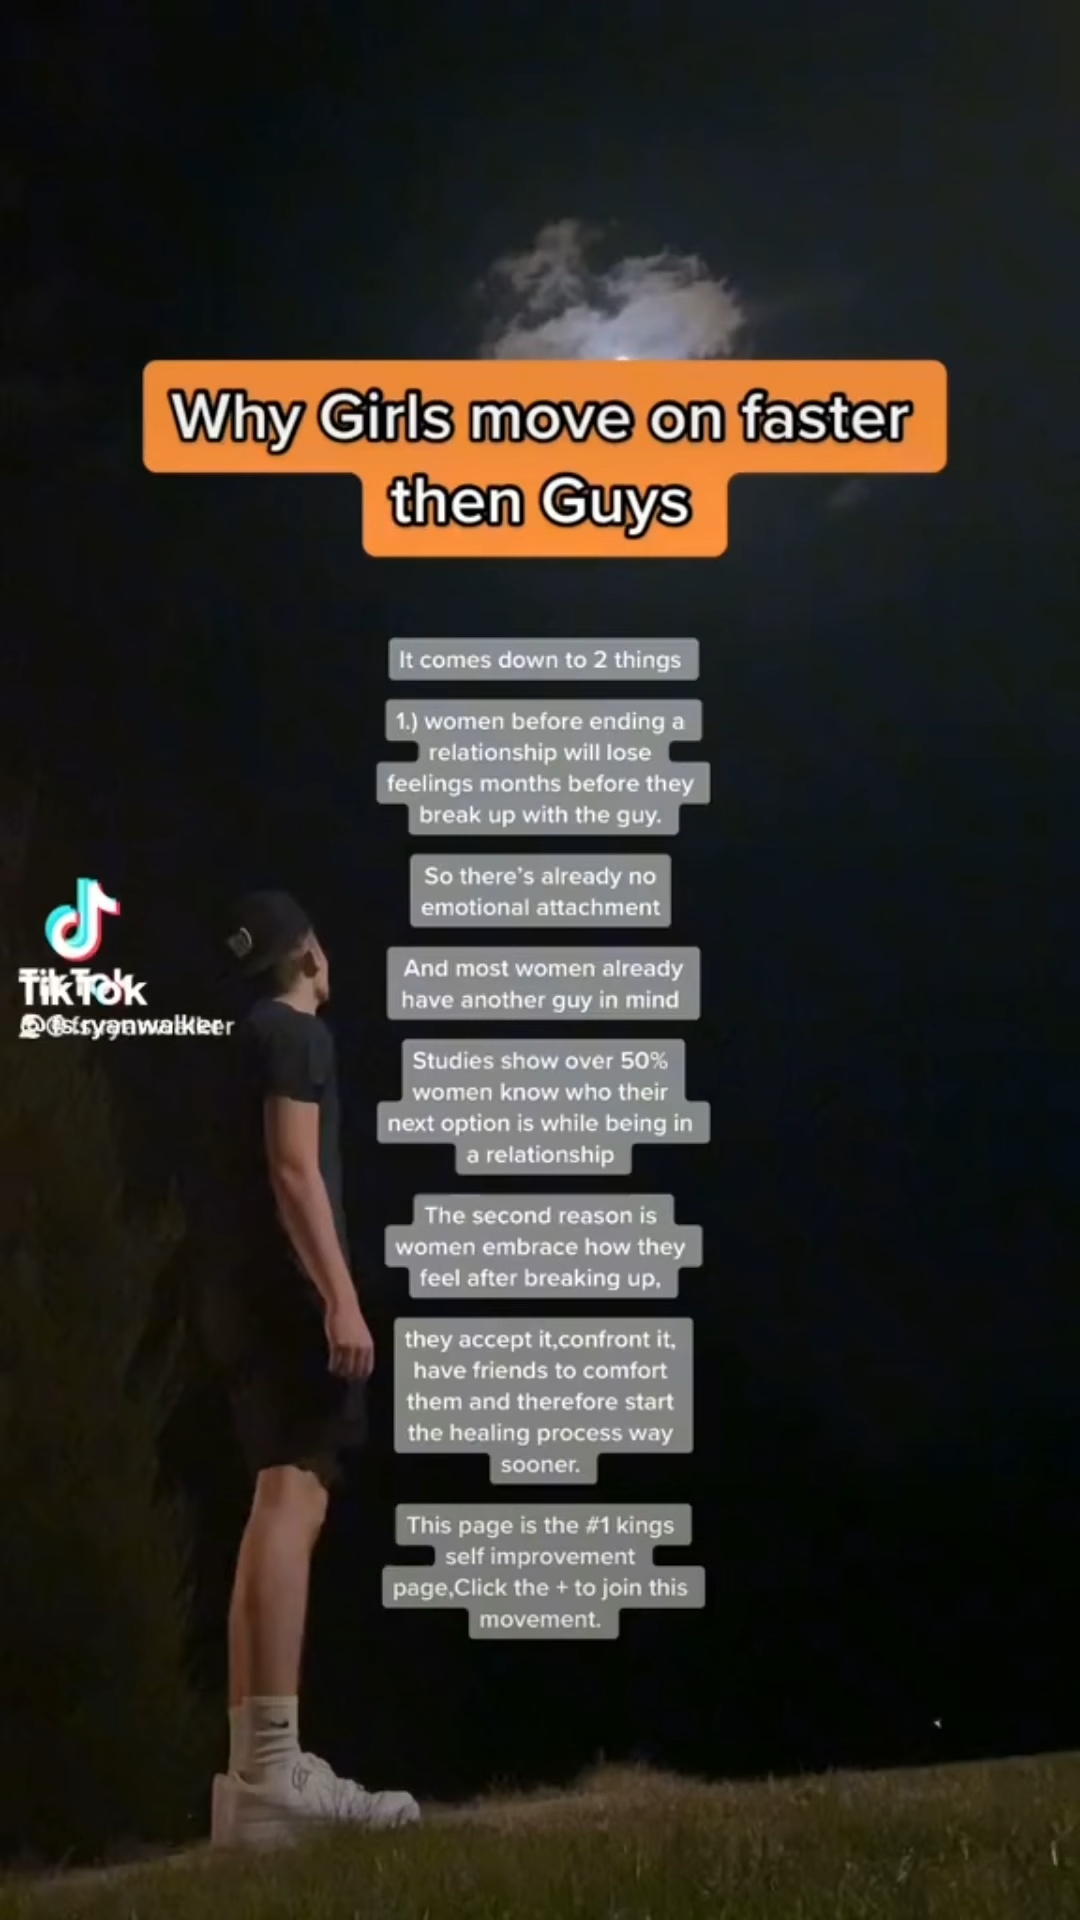 Why Girls move on faster
then Guys
It comes down to 2 things
1.) women before ending a
relationship will lose
feelings months before they
break up with the guy.
So there's already no
emotional attachment
And most women already
have another guy in mind
Studies show over 50%
women know who their
next option is while being in
a relationship
The second reason is
women embrace how they
feel after breaking up,
they accept it,confront it,
have friends to comfort
them and therefore start
the healing process way
sooner.
This page is the #1 kings
self improvement
page,Click the + to join this
movement.
TikTok